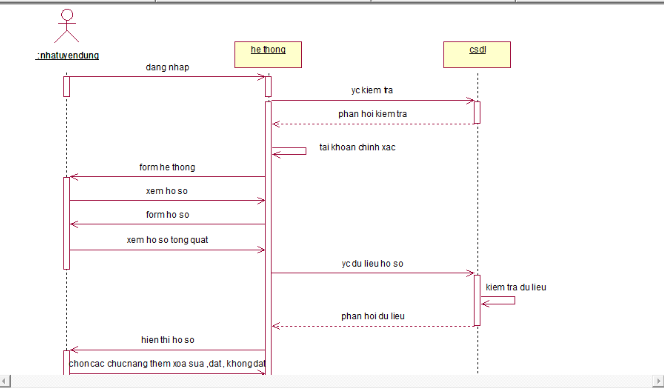 :nhatuyendung
he thong
csdl
dang nhap
yc kiem tra
phan hoi kiem tra
tai khoan chinh xac
form he thong
xem ho so
form ho so
xem ho so tong quat
yc du lieu ho so
kiem tra du lieu
phan hoi du lieu
hien thi ho so
chon cac chuc nang them xoa sua ,dat , khong dat